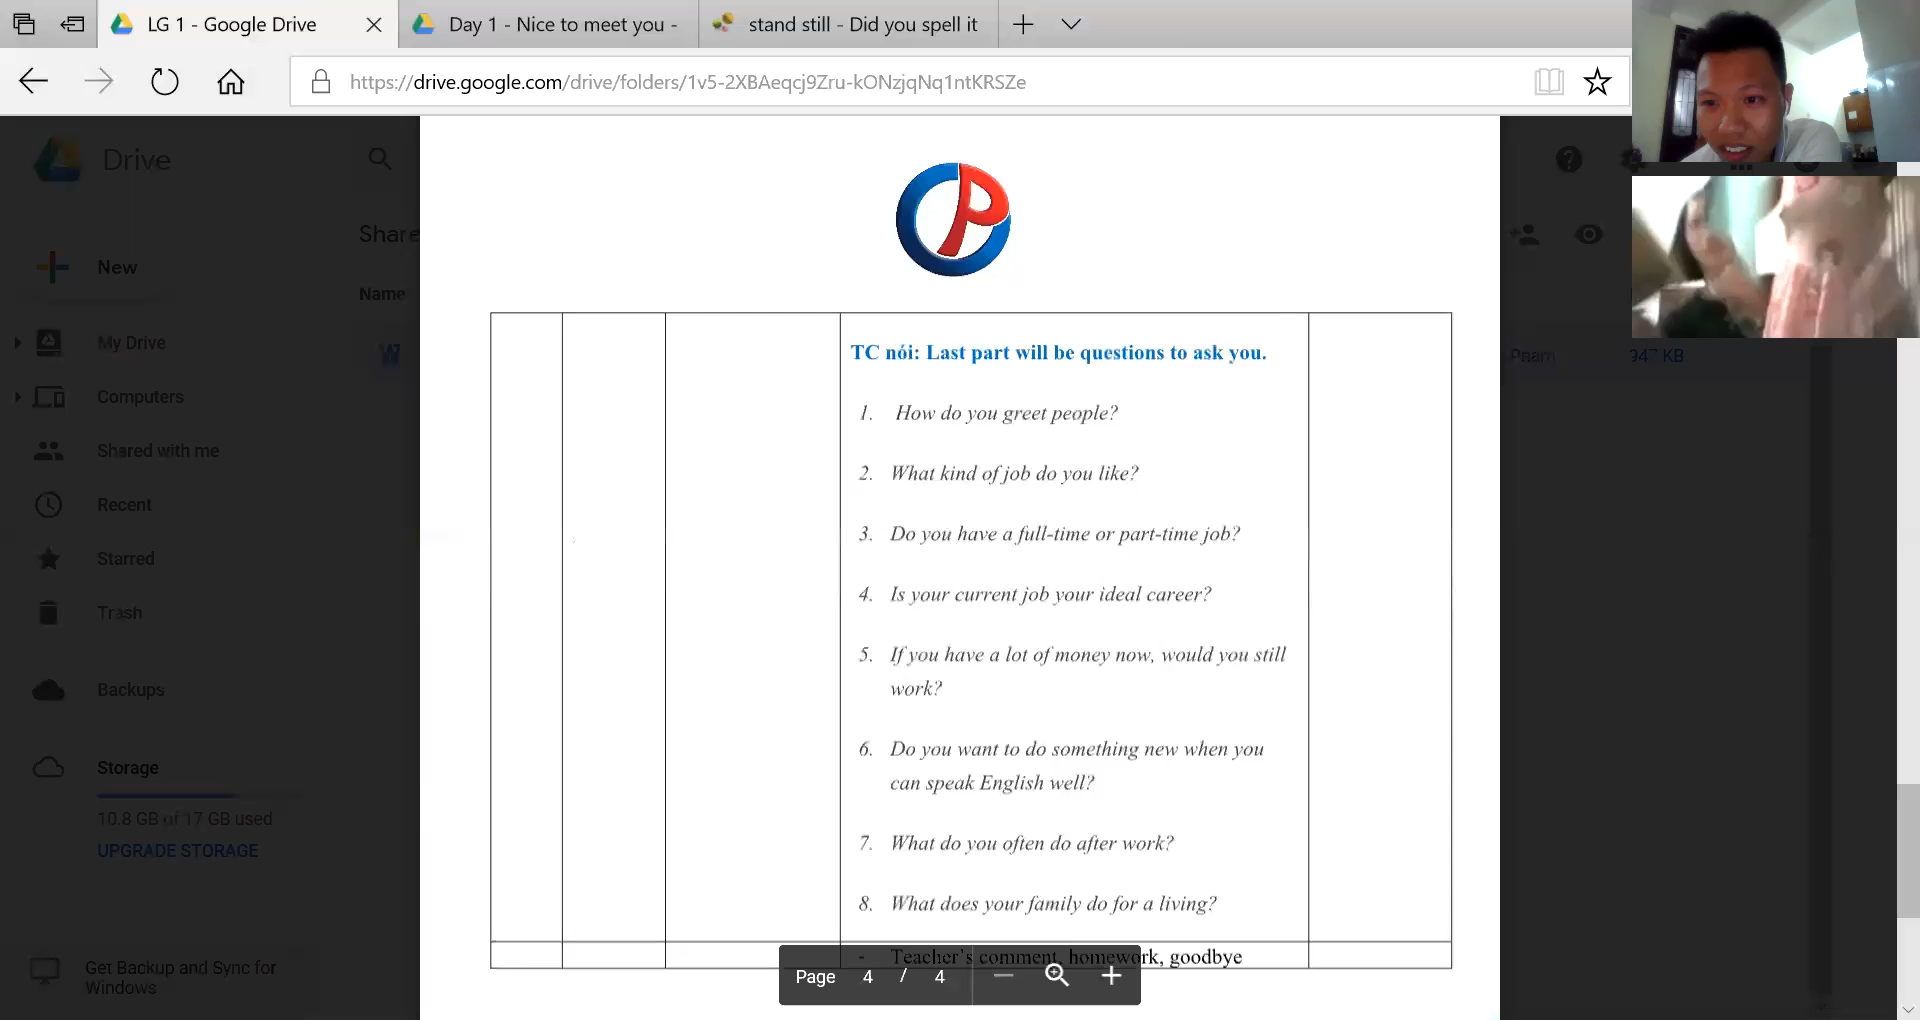 LG 1 - Google Drive
Day 1 - Nice to meet you -
stand still - Did you spell it
https://drive.google.com/drive/folders/1v5-2XBAeqcj9Zru-kONzjqNq1ntKRSZe
Drive
Share
New
Name
My Drive
Computers
Shared with me
Recent
Starred
Trash
Backups
Storage
10.8 GB of 17 GB used
UPGRADE STORAGE
Get Backup and Sync for
Windows
P
W
TC nói: Last part will be questions to ask you.
1. How do you greet people?
2. What kind of job do you like?
3. Do you have a full-time or part-time job?
4. Is your current job your ideal career?
5. If you have a lot of money now, would you still
work?
6. Do you want to do something new when you
can speak English well?
7. What do you often do after work?
8. What does your family do for a living?
- Teacher's comment, homework, goodbye
Page 4 / 4
KB